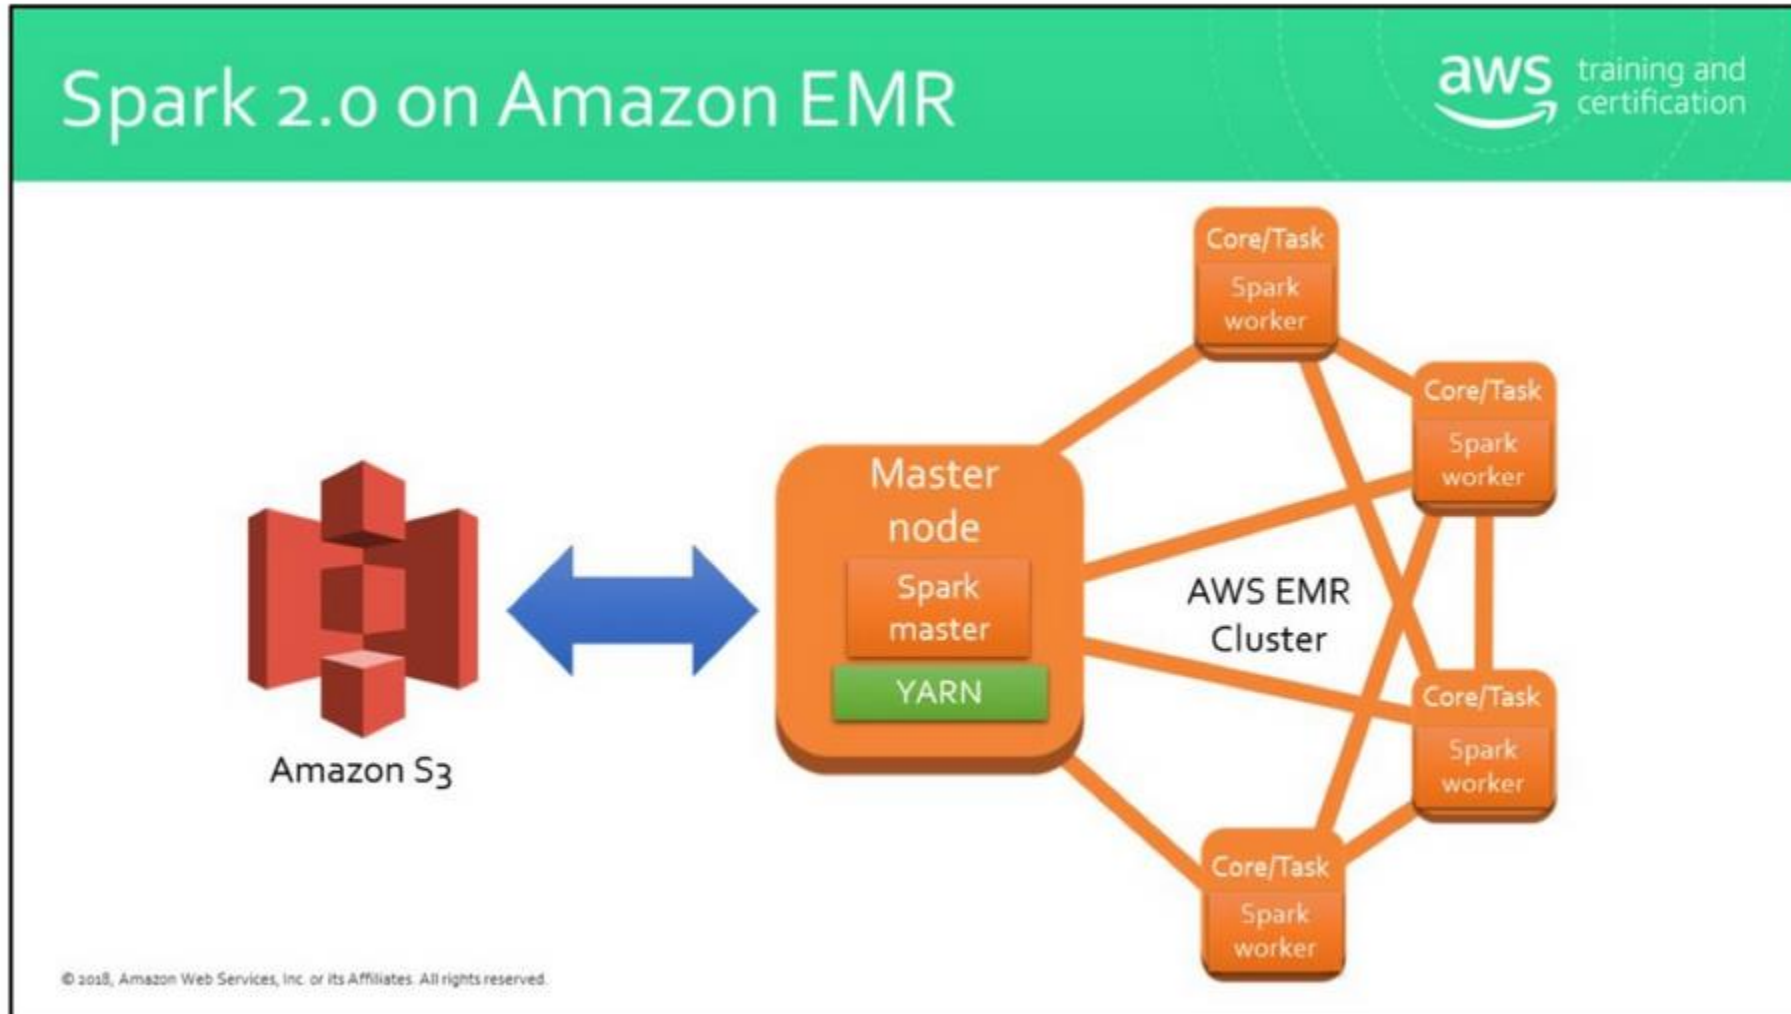 Spark 2.0 on Amazon EMR
aws training and
certification
Core/Task
Spark
worker
Core/Task
Spark
worker
Master
node
Spark
master
YARN
AWS EMR
Cluster
Amazon S3
Core/Task
Spark
worker
Core/Task
Spark
worker
© 2018, Amazon Web Services, Inc. or its Affiliates. All rights reserved.